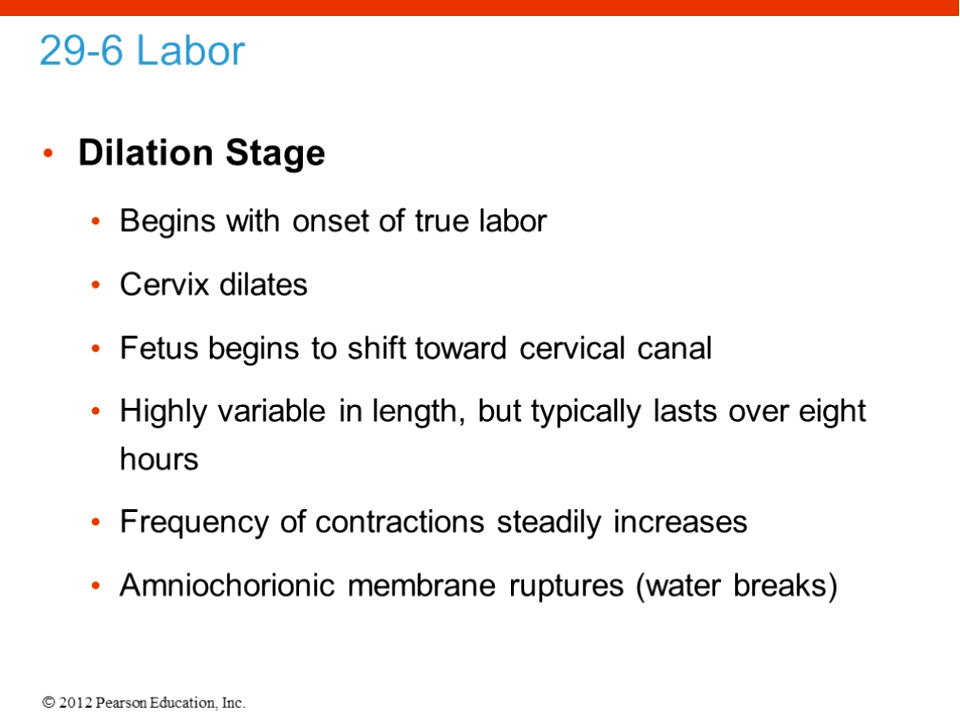 29-6 Labor
• Dilation Stage
• Begins with onset of true labor
• Cervix dilates
• Fetus begins to shift toward cervical canal
• Highly variable in length, but typically lasts over eight
hours
• Frequency of contractions steadily increases
• Amniochorionic membrane ruptures (water breaks)
© 2012 Pearson Education, Inc.